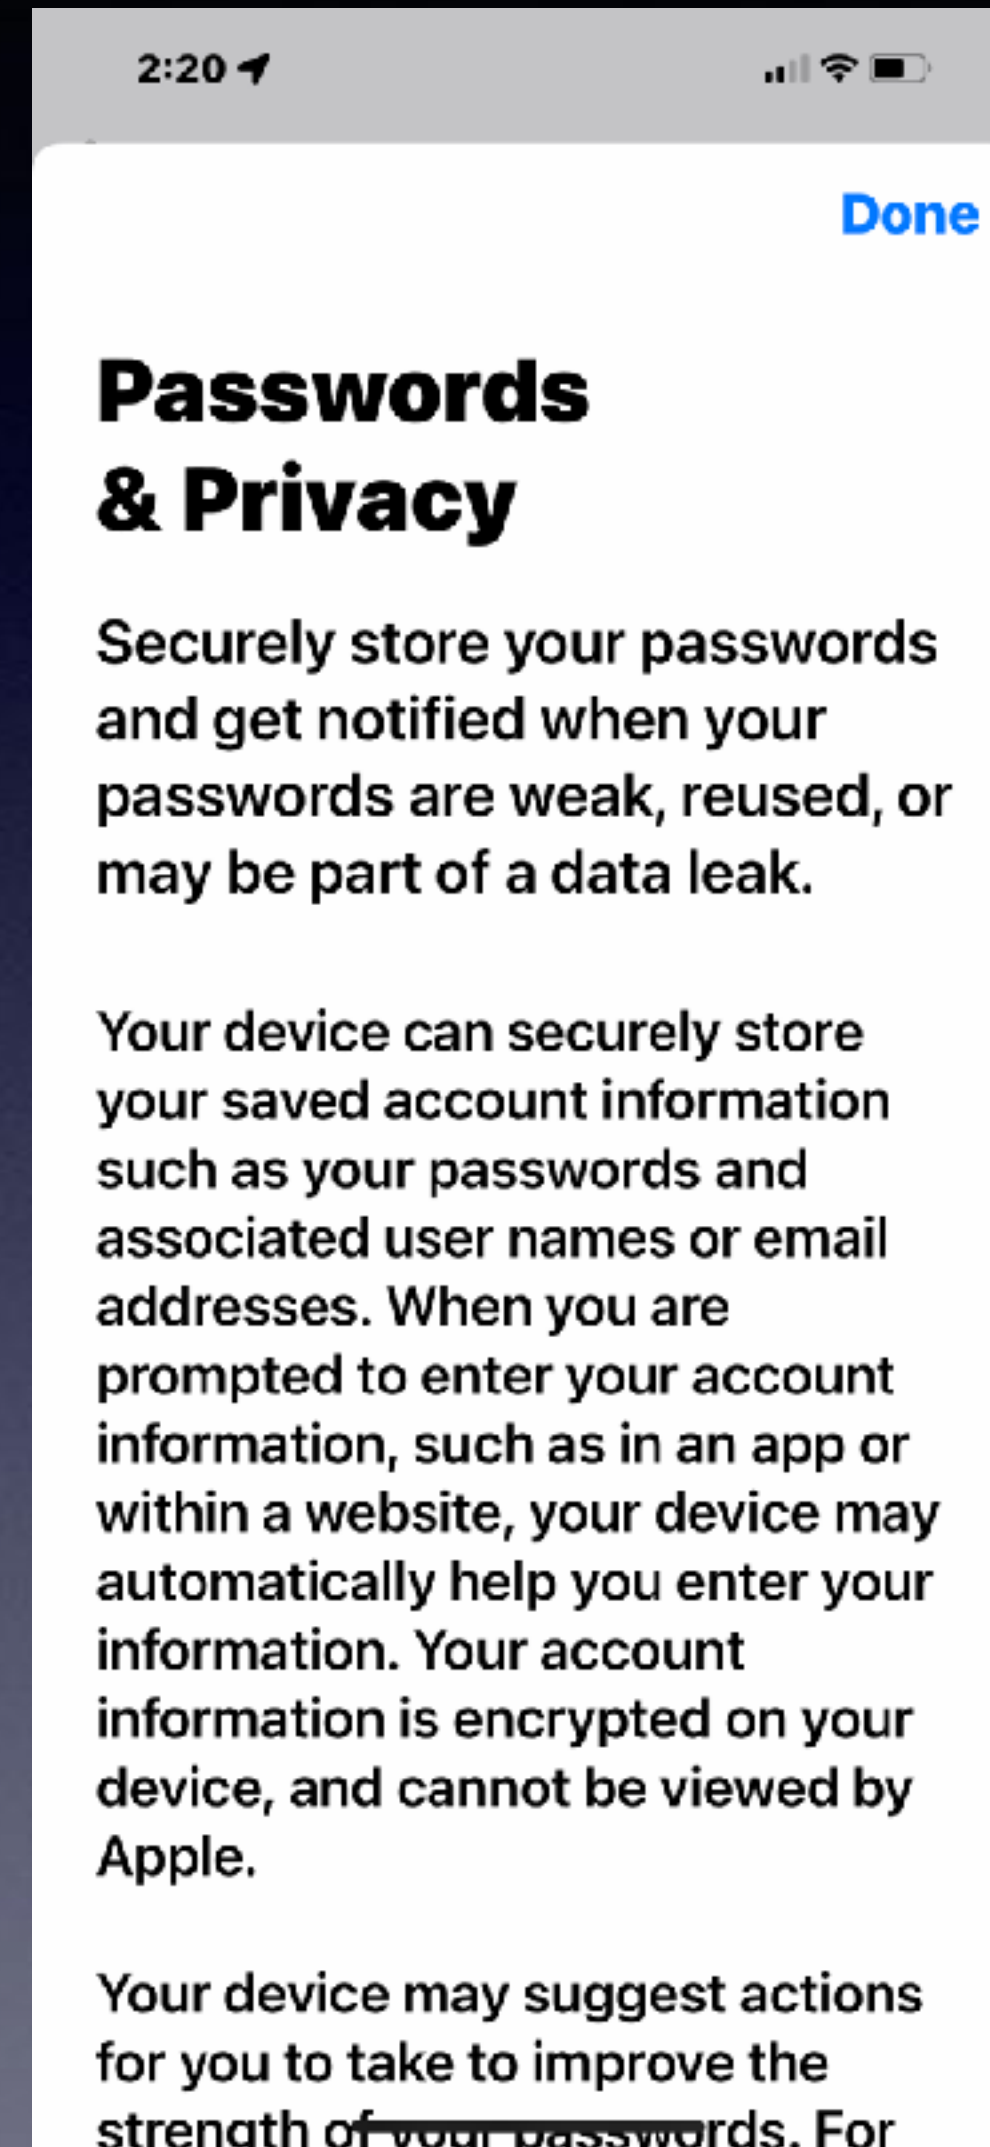 2:20
Done
Passwords
& Privacy
Securely store your passwords
and get notified when your
passwords are weak, reused, or
may be part of a data leak.
Your device can securely store
your saved account information
such as your passwords and
associated user names or email
addresses. When you are
prompted to enter your account
information, such as in an app or
within a website, your device may
automatically help you enter your
information. Your account
information is encrypted on your
device, and cannot be viewed by
Apple.
Your device may suggest actions
for you to take to improve the
strength of your passwords. For